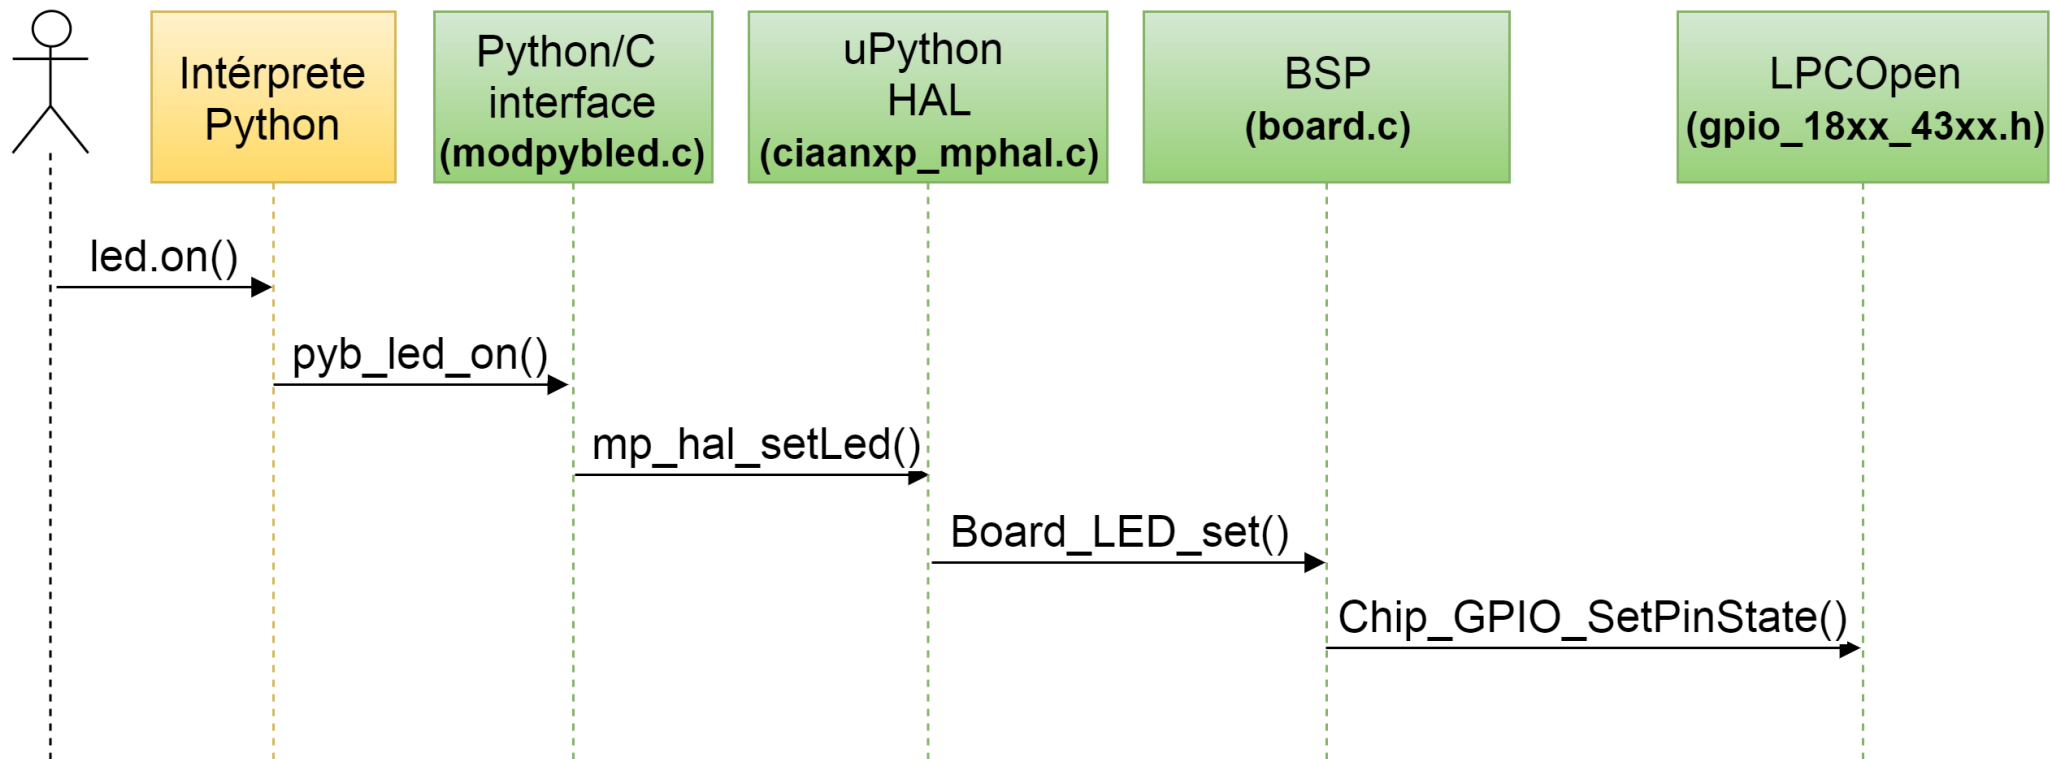 Intérprete
Python
Python/C
interface
(modpybled.c)
uPython
HAL
(ciaanxp_mphal.c)
BSP
(board.c)
LPCOpen
(gpio_18xx_43xx.h)
led.on()
pyb_led_on()
mp_hal_setLed()
Board_LED_set()
Chip_GPIO_SetPinState()